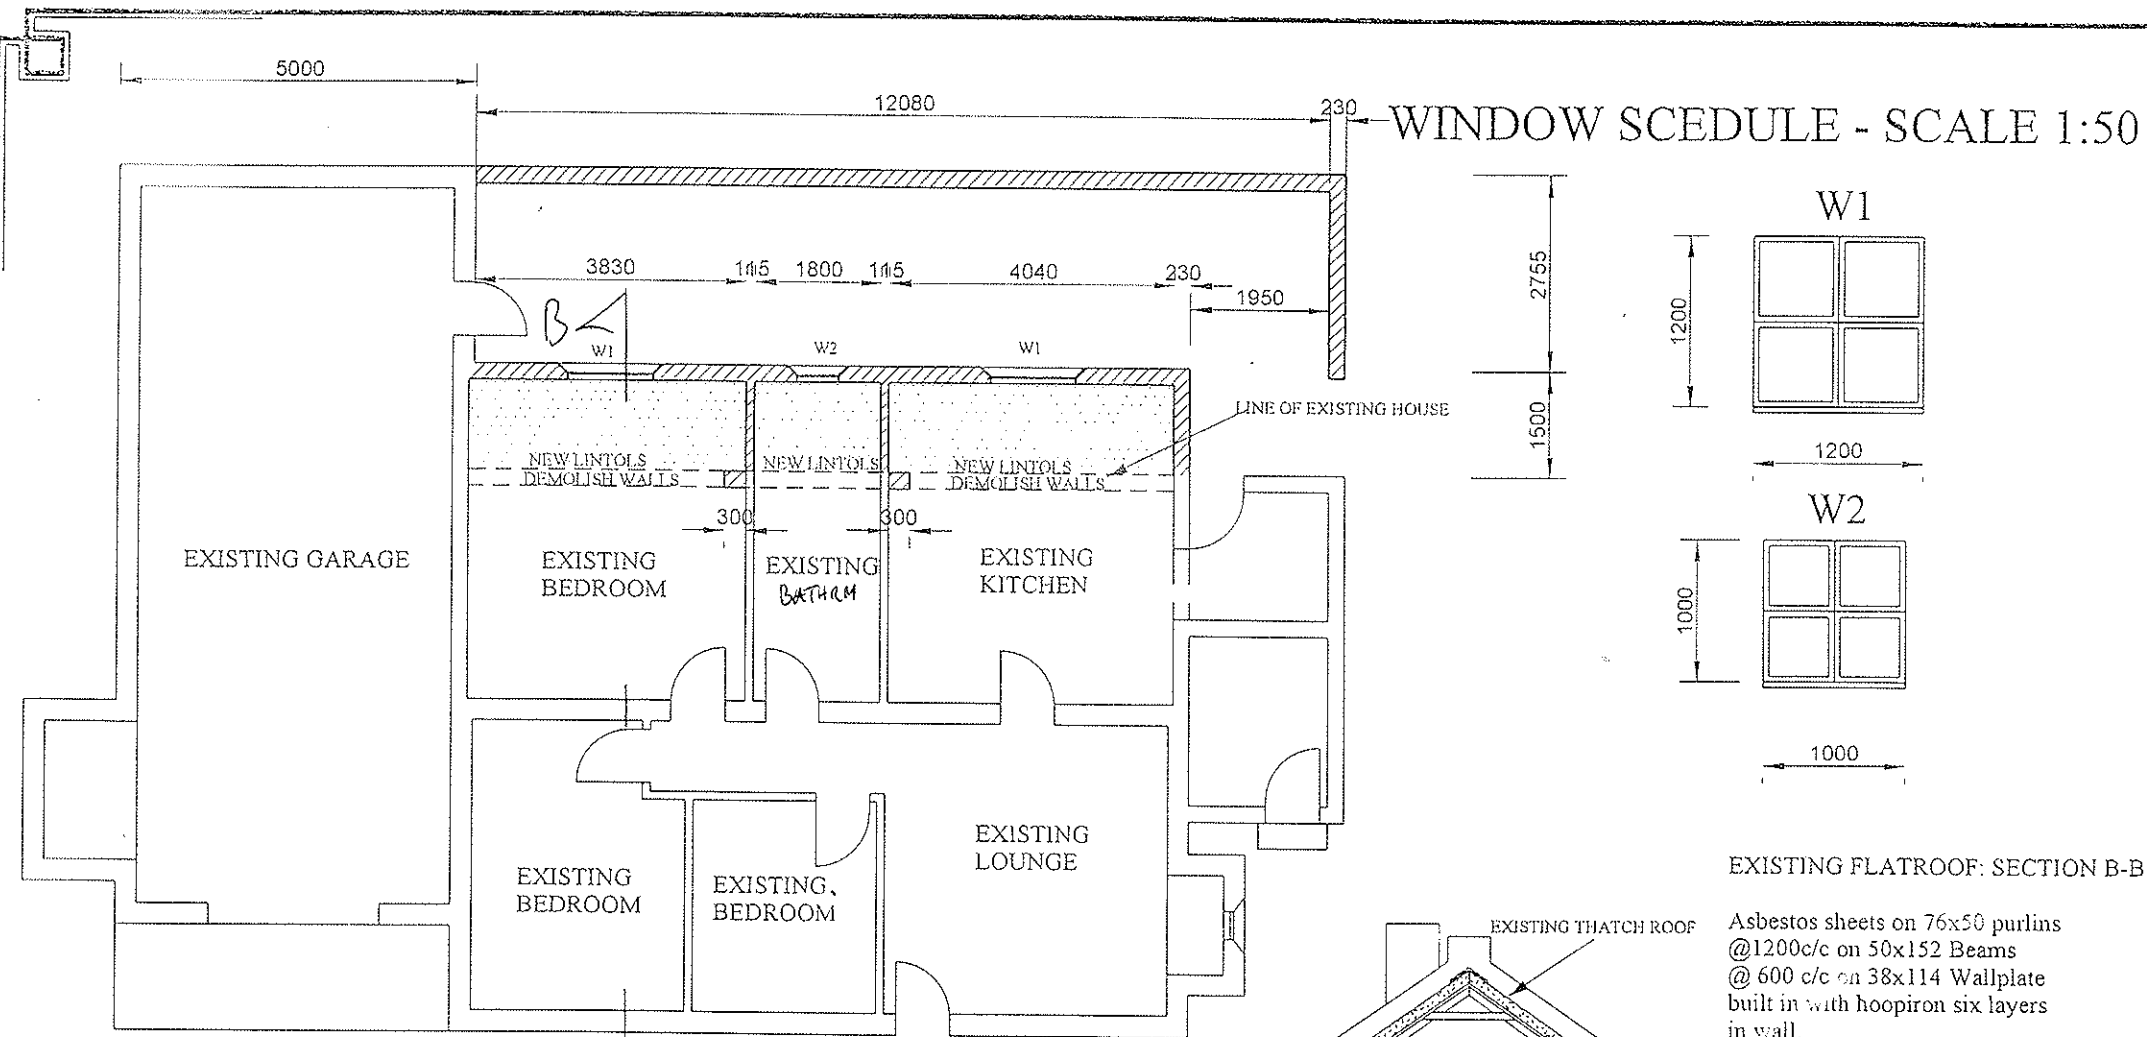 5000
12080
230
WINDOW SCEDULE - SCALE 1:50
W1
3830
115
1800
115
4040
230
1950
2755
1200
B
W1
W2
W1
LINE OF EXISTING HOUSE
1500
1200
NEW LINTOLS
DEMOLISH WALLS
NEW LINTOLS
NEW LINTOLS
DEMOLISH WALLS
W2
300
300
EXISTING GARAGE
EXISTING
BEDROOM
EXISTING
BATHRM
EXISTING
KITCHEN
1000
1000
EXISTING
BEDROOM
EXISTING
BEDROOM
EXISTING
LOUNGE
EXISTING THATCH ROOF
EXISTING FLATROOF: SECTION B-B
Asbestos sheets on 76x50 purlins
@1200c/c on 50x152 Beams
@ 600 c/c on 38x114 Wallplate
built in with hoopiron six layers
in wall